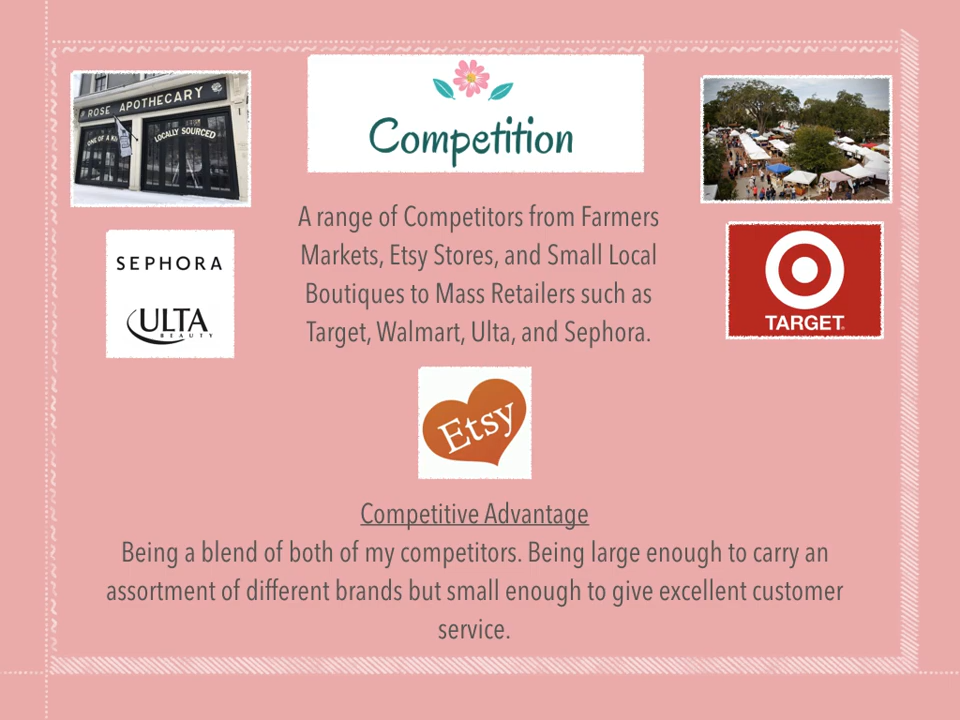 ROSE APOTHECARY
LOCALLY SOURCED
Competition
A range of Competitors from Farmers
Markets, Etsy Stores, and Small Local
Boutiques to Mass Retailers such as
Target, Walmart, Ulta, and Sephora.
SEPHORA
ULTA
BEAUTY
TARGET
Etsy
Competitive Advantage
Being a blend of both of my competitors. Being large enough to carry an
assortment of different brands but small enough to give excellent customer
service.